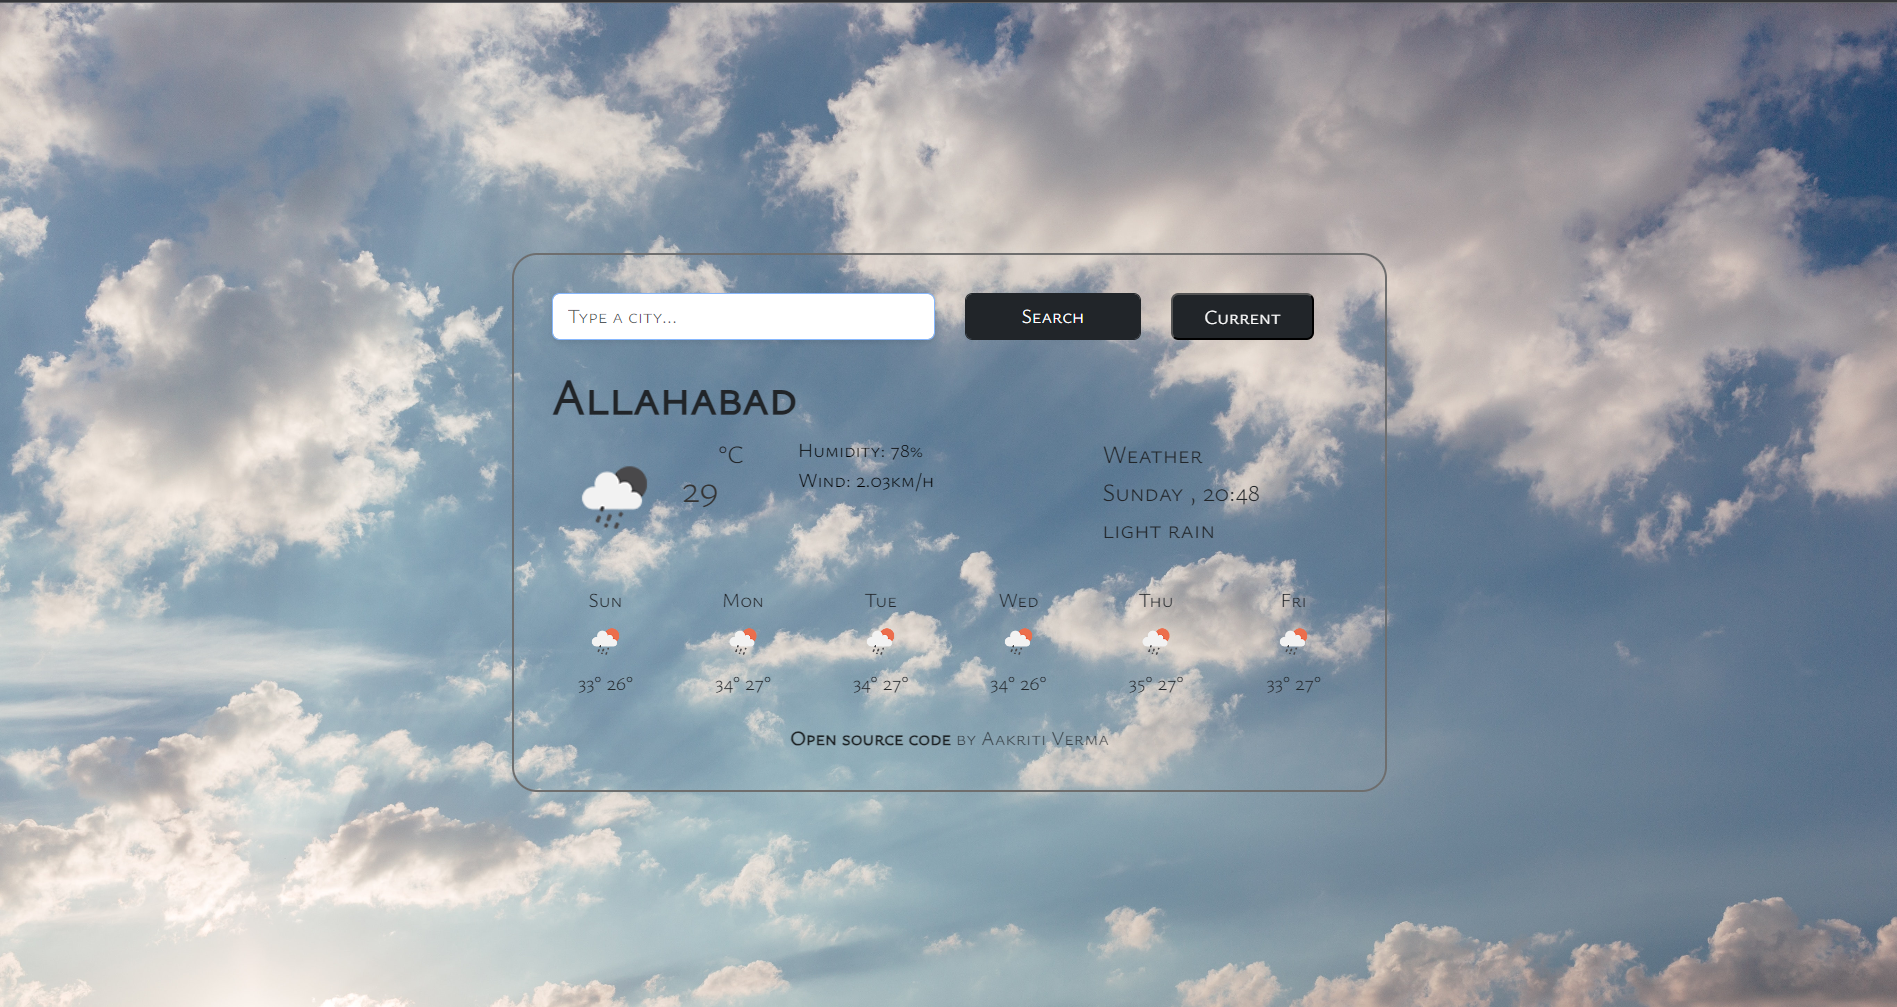 Type a city...
Search
Current
Allahabad
°C
29
Humidity: 78%
Wind: 2.03km/h
Weather
Sunday , 20:48
light rain
Sun Mon Tue Wed Thu Fri
33° 26° 34° 27° 34° 27° 34° 26° 35° 27° 33° 27°
Open source code by Aakriti Verma